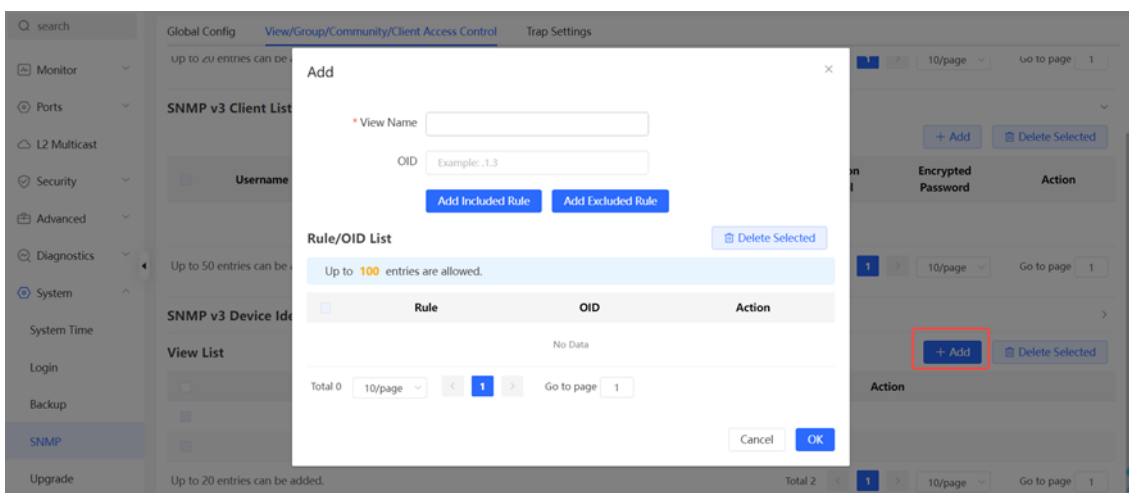 search
Global Config View/Group/Community/Client Access Control Trap Settings
Monitor
Ports
L2 Multicast
Security
Advanced
Diagnostics
System
System Time
Login
Backup
SNMP
Upgrade
10/page Go to page 1
SNMP v3 Client List
+ Add Delete Selected
Username Encrypted Password Action
Up to 50 entries can be
1 10/page Go to page 1
SNMP v3 Device Ide
View List
+ Add Delete Selected
Action
Up to 20 entries can be added.
Total 2 < 1 > 10/page Go to page 1
Add ×
* View Name
OID Example: .1.3
Add Included Rule Add Excluded Rule
Rule/OID List Delete Selected
Up to 100 entries are allowed.
Rule OID Action
No Data
Total 0 10/page < 1 > Go to page 1
Cancel OK